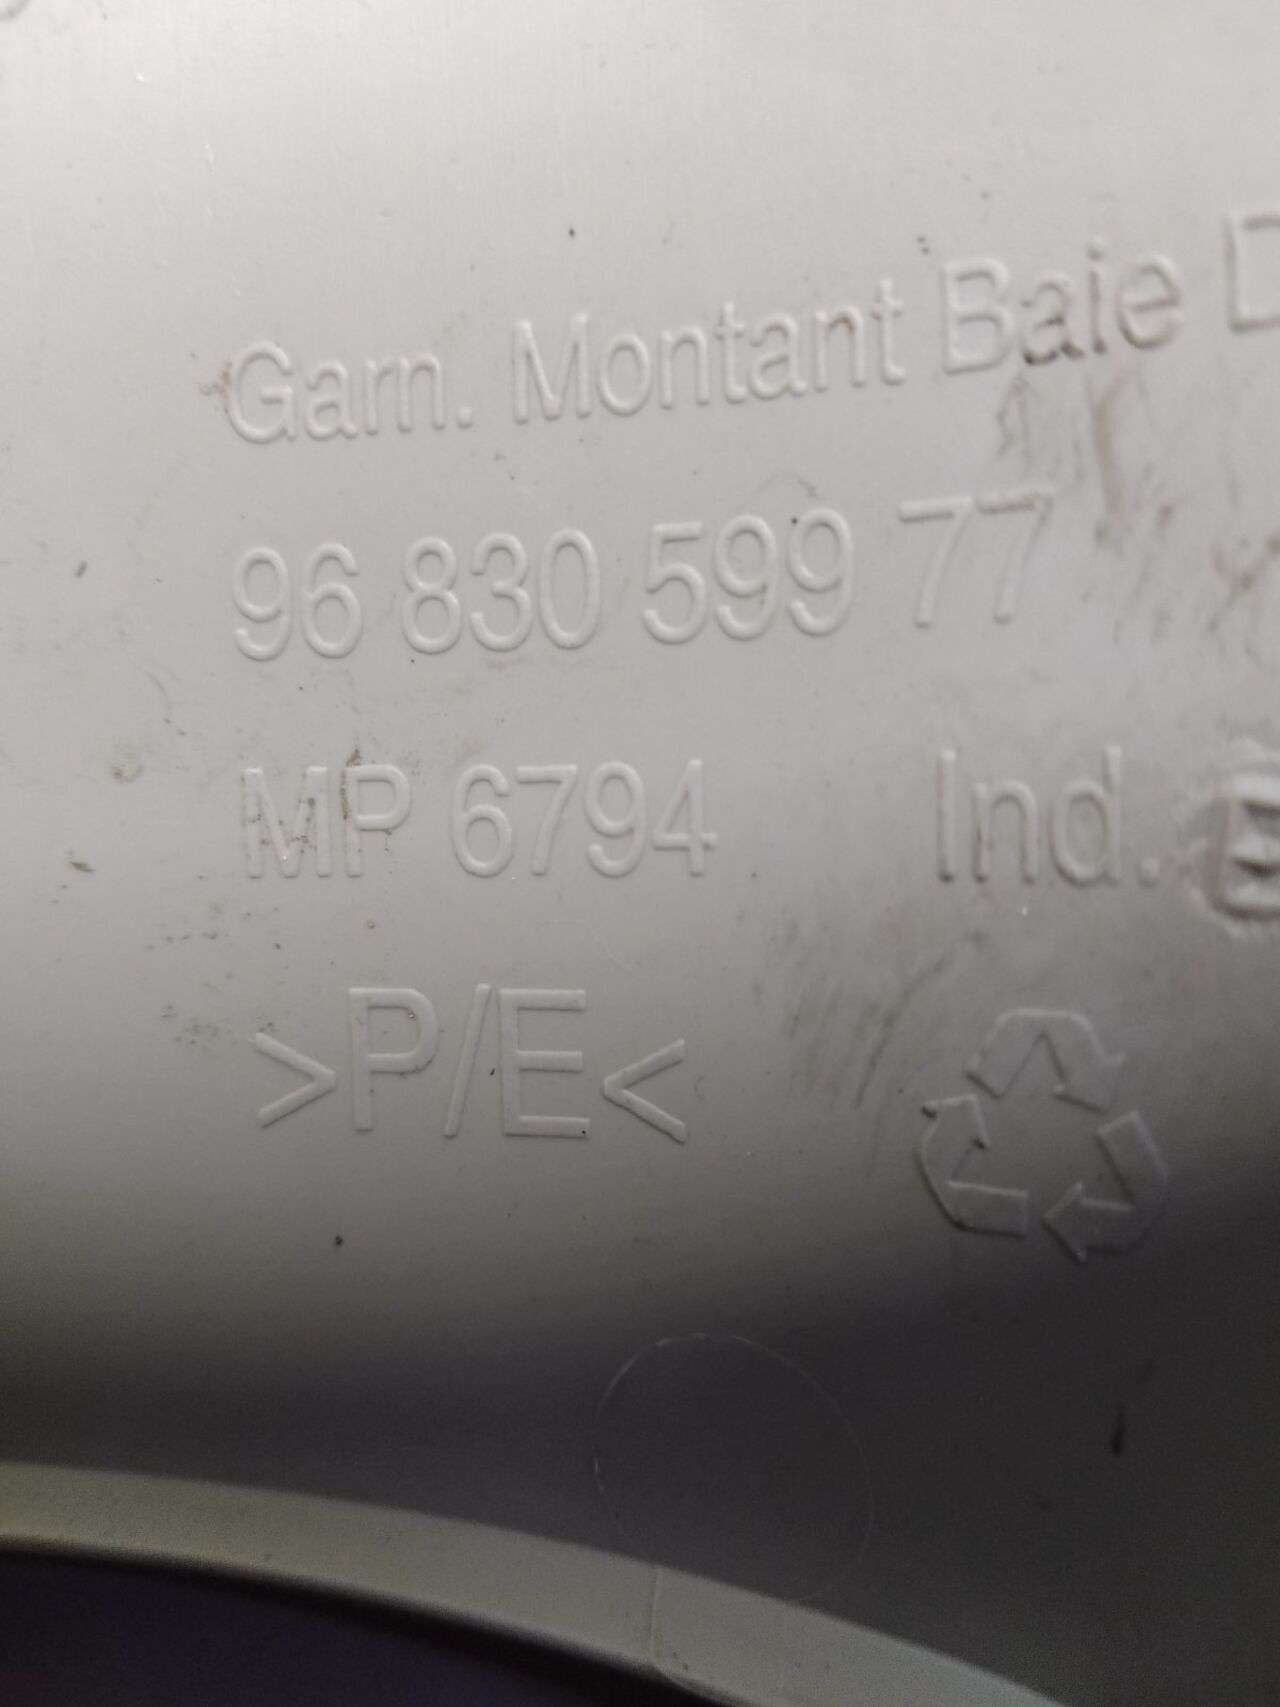 Garn. Montant Baie D
96 830 599 77
MP 6794 Ind.
>P/E<